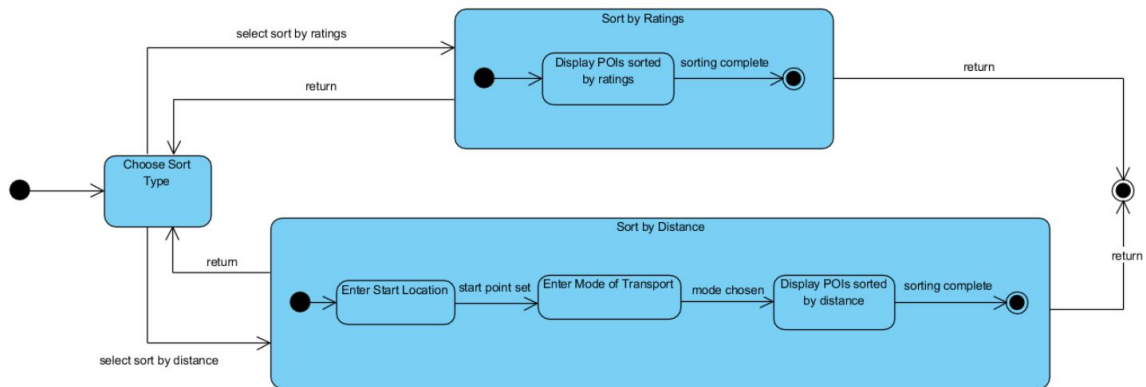 Sort by Ratings
select sort by ratings
Display POIs sorted
by ratings
sorting complete
return
return
Choose Sort
Type
Sort by Distance
return
return
Enter Start Location
start point set
Enter Mode of Transport
mode chosen
Display POIs sorted
by distance
sorting complete
select sort by distance